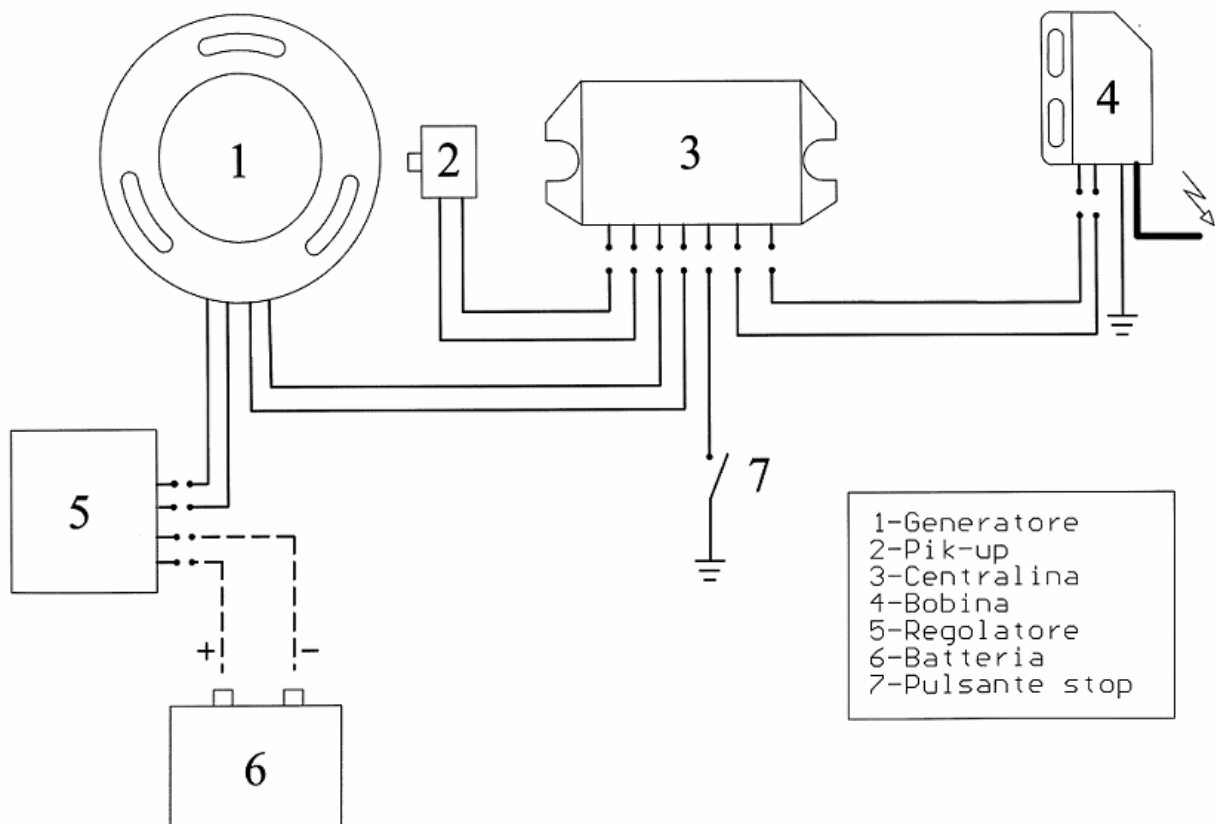 1
2
3
4
5
7
+ -
6
1-Generatore
2-Pik-up
3-Centralina
4-Bobina
5-Regolatore
6-Batteria
7-Pulsante stop